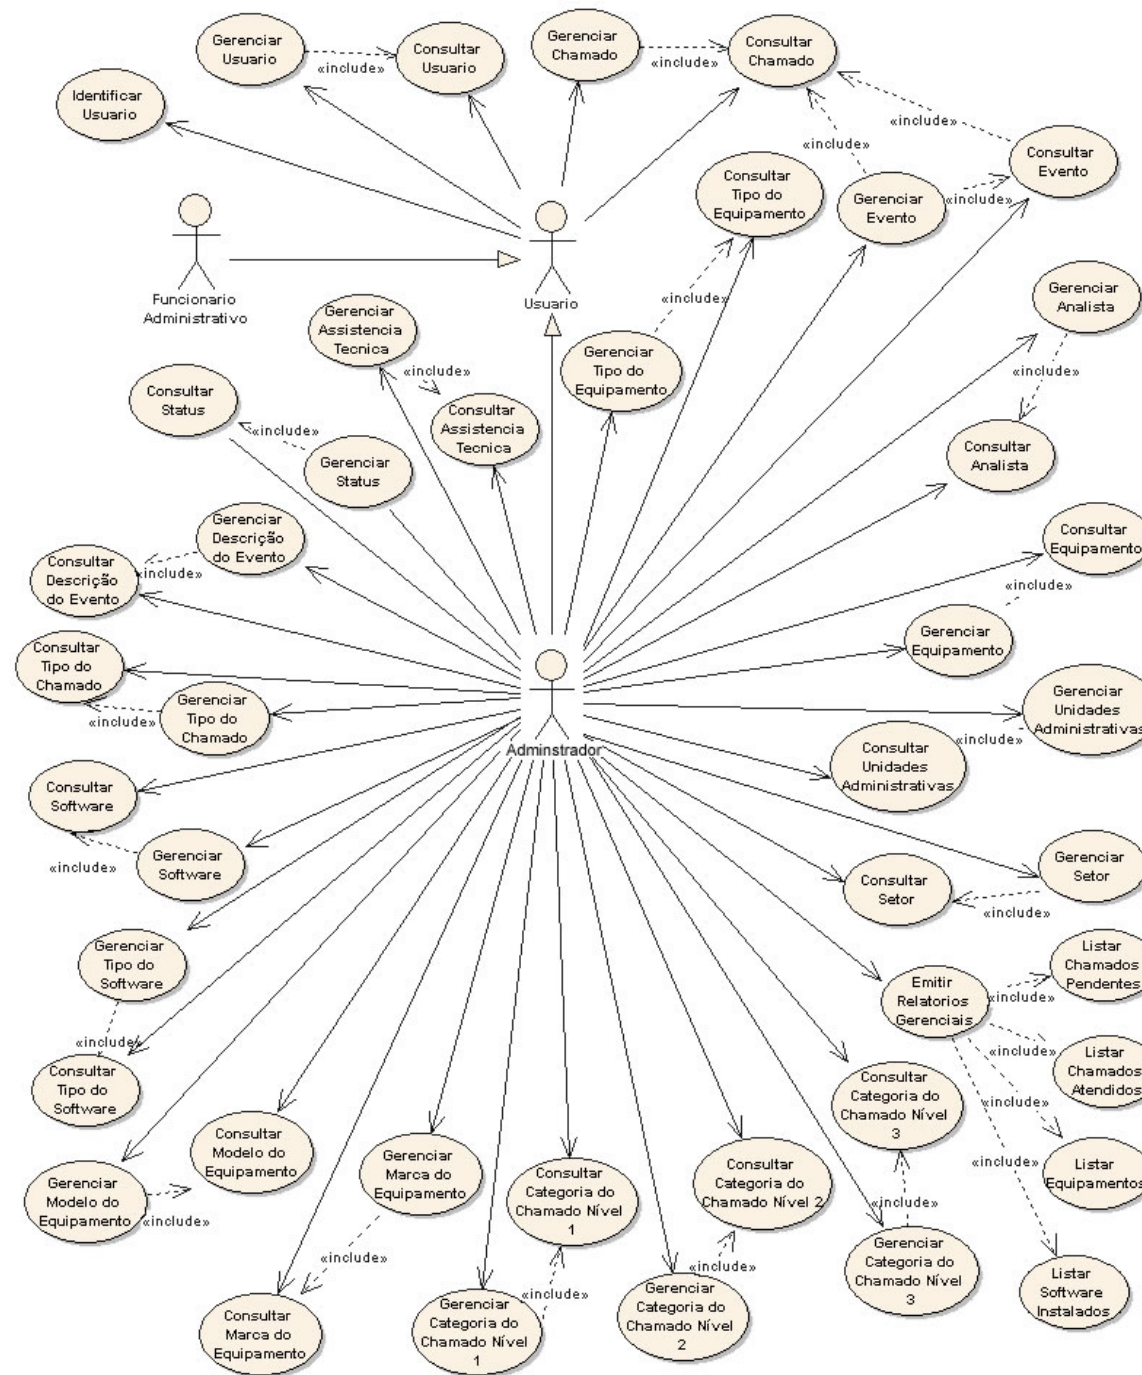 Gerenciar
Usuario
«include»
Consultar
Usuario
Gerenciar
Chamado
«include»
Consultar
Chamado
Identificar
Usuario
«include»
«include»
Consultar
Evento
Consultar
Tipo do
Equipamento
Gerenciar
Evento
«include»
Funcionario
Administrativo
Usuario
«include»
Gerenciar
Analista
Gerenciar
Assistencia
Tecnica
Gerenciar
Tipo do
Equipamento
«include»
«include»
Consultar
Status
Consultar
Assistencia
Tecnica
«include»
Gerenciar
Status
Consultar
Analista
Gerenciar
Descrição
do Evento
Consultar
Equipamento
Consultar
Descrição
do Evento
«include»
«include»
Gerenciar
Equipamento
Consultar
Tipo do
Chamado
Gerenciar
Tipo do
Chamado
«include»
Adminstrador
Gerenciar
Unidades
Administrativas
«include»
Consultar
Unidades
Administrativas
Consultar
Software
«include»
Gerenciar
Software
Gerenciar
Setor
Consultar
Setor
«include»
Gerenciar
Tipo do
Software
«include»
Consultar
Tipo do
Software
Emitir
Relatorios
Gerenciais
«include»
Listar
Chamados
Pendentes
«include»
Listar
Chamados
Atendidos
«include»
Listar
Equipamentos
«include»
Listar
Software
Instalados
Consultar
Categoria do
Chamado Nível
3
«include»
Gerenciar
Categoria do
Chamado Nível
3
Consultar
Modelo do
Equipamento
Gerenciar
Modelo do
Equipamento
«include»
Gerenciar
Marca do
Equipamento
«include»
Consultar
Marca do
Equipamento
Consultar
Categoria do
Chamado Nível
1
«include»
Gerenciar
Categoria do
Chamado Nível
1
Consultar
Categoria do
Chamado Nível 2
«include»
Gerenciar
Categoria do
Chamado Nível
2